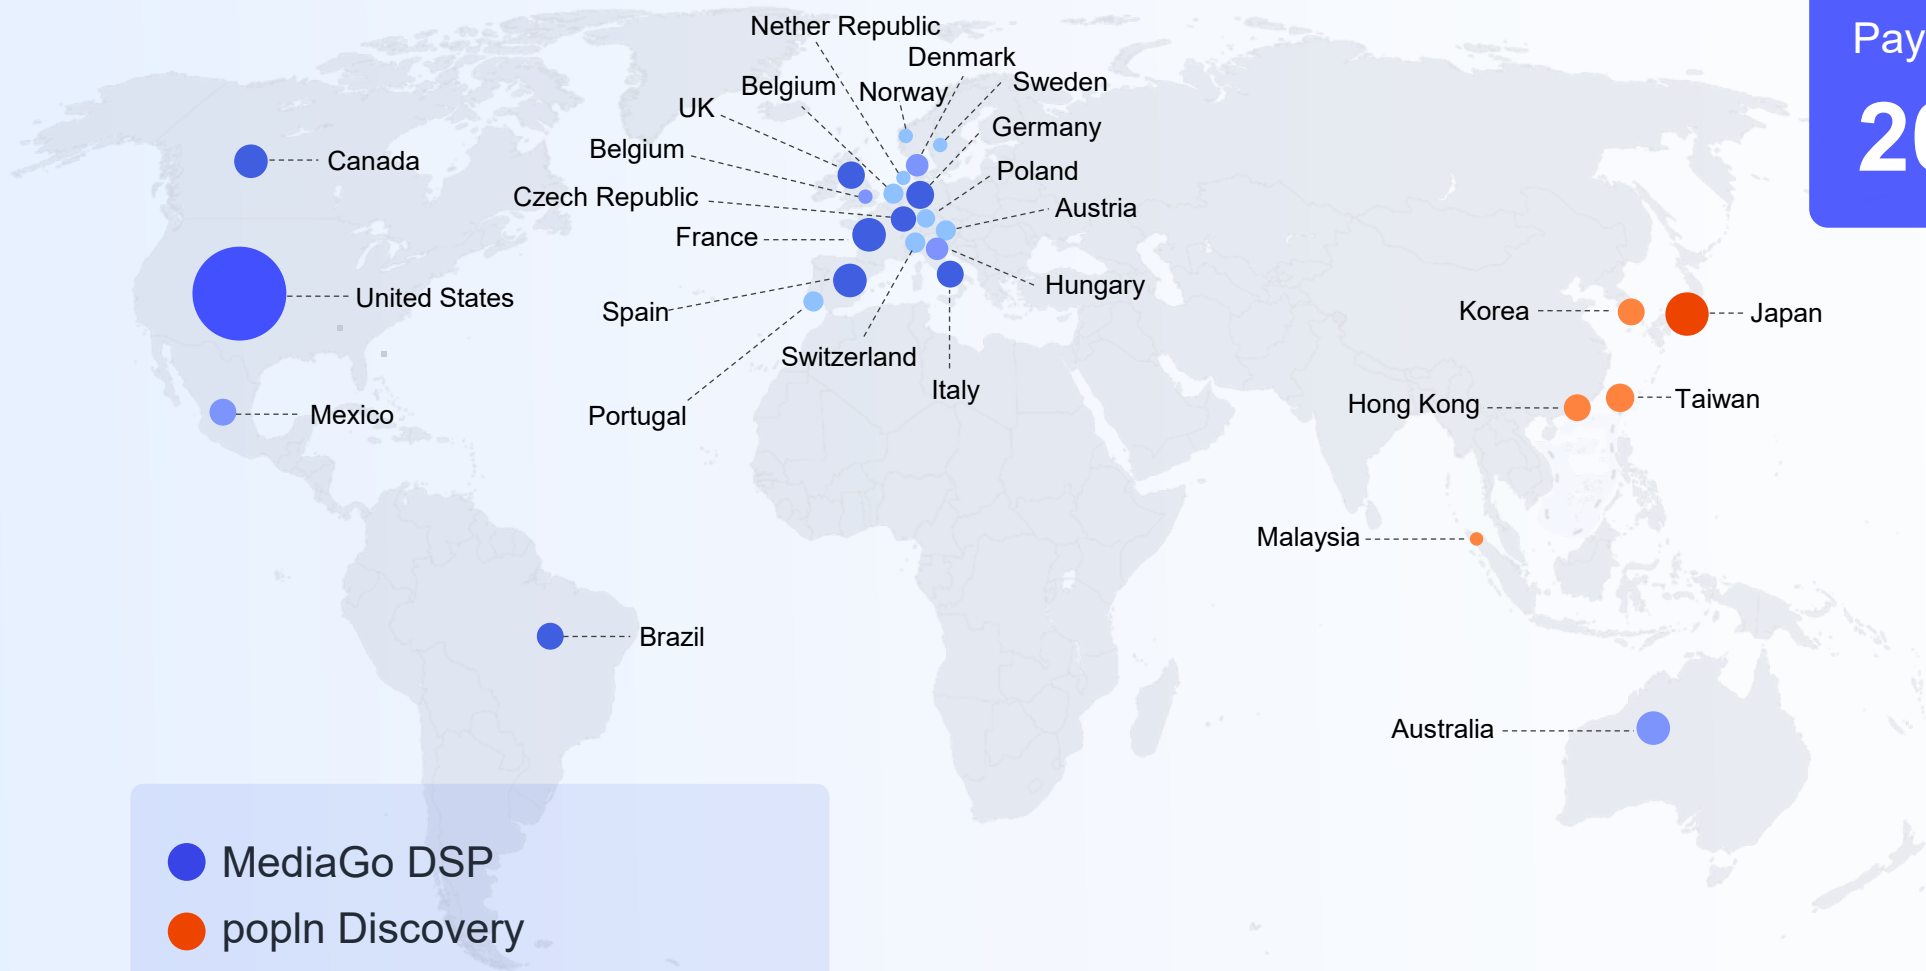 Nether Republic
Denmark
Sweden
Belgium
Norway
UK
Germany
Belgium
Canada
Poland
Czech Republic
Austria
France
Hungary
United States
Spain
Korea
Japan
Switzerland
Italy
Hong Kong
Taiwan
Mexico
Portugal
Malaysia
Brazil
Australia
MediaGo DSP
popIn Discovery
Pay